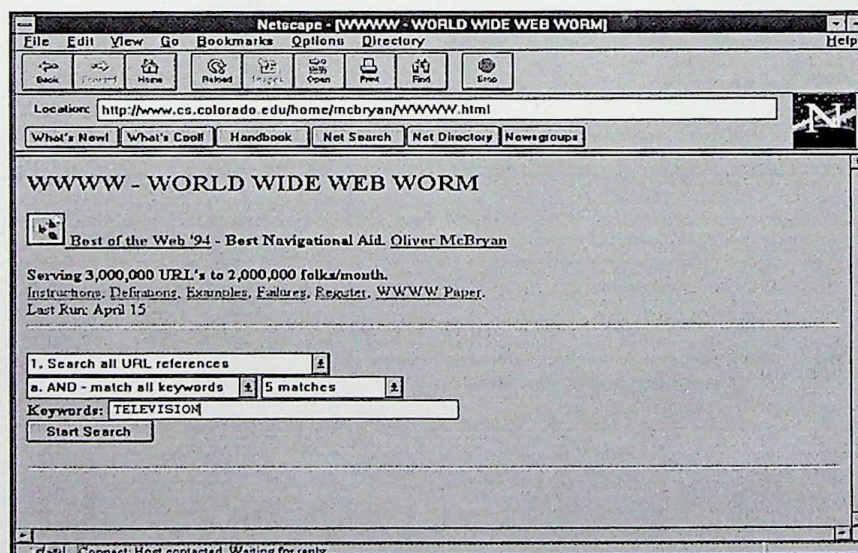 Netscape - [WWWW - WORLD WIDE WEB WORM]
File Edit View Go Bookmarks Options Directory Help
Back Forward Home Reload Images Open Print Find Stop
Location: http://www.cs.colorado.edu/home/mcbryan/WWWW.html
What's New! What's Cool! Handbook Net Search Net Directory Newsgroups
N
WWWW - WORLD WIDE WEB WORM
Best of the Web '94 - Best Navigational Aid. Oliver McBryan
Serving 3,000,000 URL's to 2,000,000 folks/month.
Instructions, Definitions, Examples, Failures, Register, WWWW Paper.
Last Run: April 15
1. Search all URL references
a. AND - match all keywords 5 matches
Keywords: TELEVISION
Start Search
Connect: Host contacted. Waiting for reply